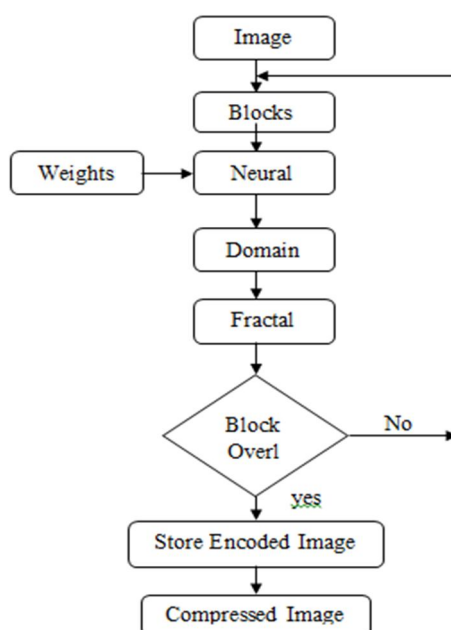 Image
Blocks
Weights
Neural
Domain
Fractal
Block
Overl
No
yes
Store Encoded Image
Compressed Image